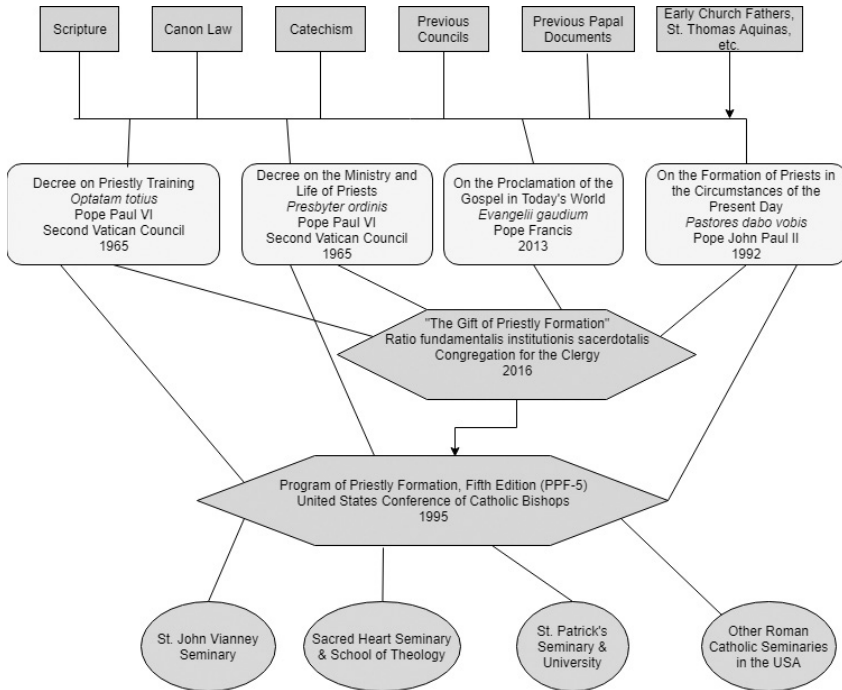 Scripture
Canon Law
Catechism
Previous
Councils
Previous Papal
Documents
Early Church Fathers,
St. Thomas Aquinas,
etc.
Decree on Priestly Training
Optatam totius
Pope Paul VI
Second Vatican Council
1965
Decree on the Ministry and
Life of Priests
Presbyter ordinis
Pope Paul VI
Second Vatican Council
1965
On the Proclamation of the
Gospel in Today's World
Evangelii gaudium
Pope Francis
2013
On the Formation of Priests in
the Circumstances of the
Present Day
Pastores dabo vobis
Pope John Paul II
1992
"The Gift of Priestly Formation"
Ratio fundamentalis institutionis sacerdotalis
Congregation for the Clergy
2016
Program of Priestly Formation, Fifth Edition (PPF-5)
United States Conference of Catholic Bishops
1995
St. John Vianney
Seminary
Sacred Heart Seminary
& School of Theology
St. Patrick's
Seminary &
University
Other Roman
Catholic Seminaries
in the USA